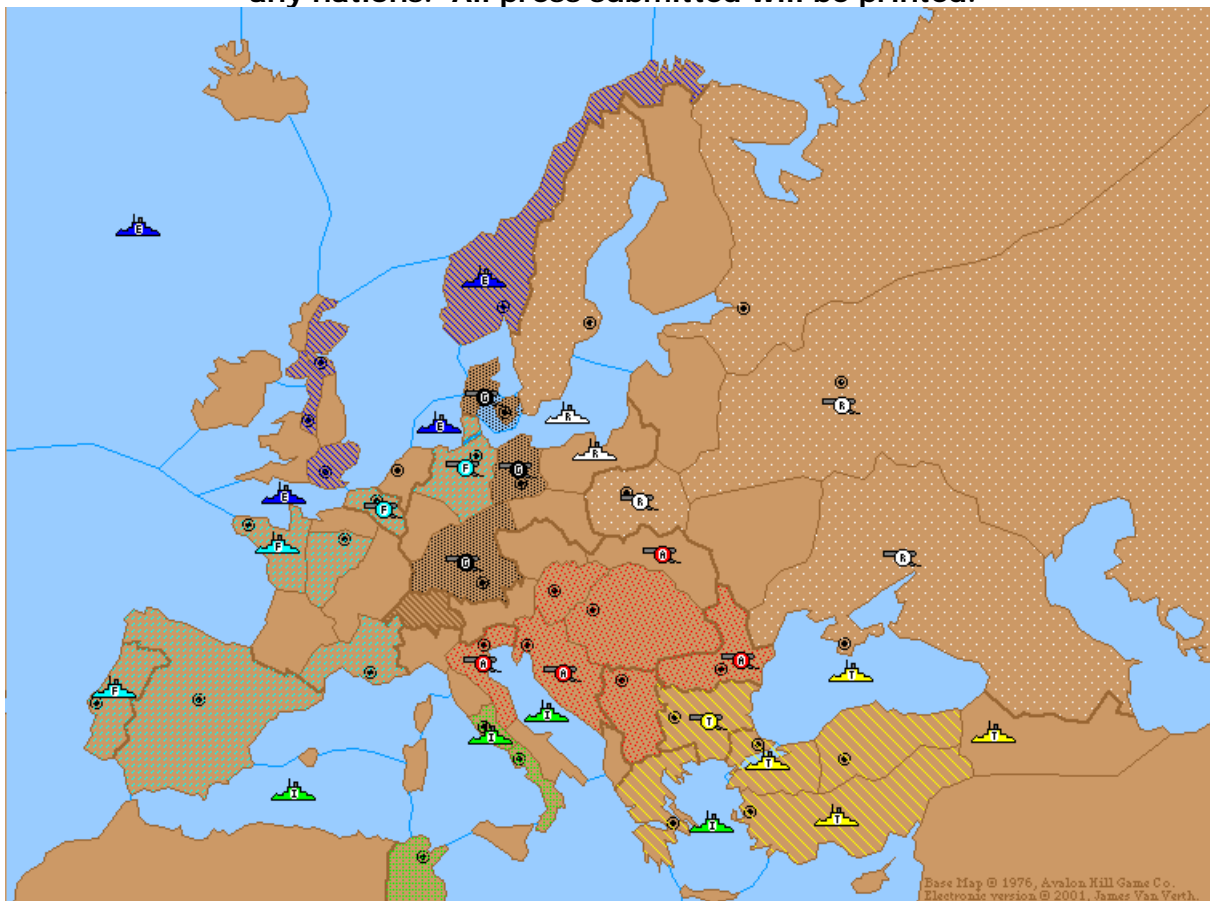 any nations. All press submitted will be printed.
E
E
G
R
R
E
R
F
G
E
R
F
F
A
R
G
A
A
A
T
F
I
T
T
I
T
I
T
I
Base Map © 1976, Avalon Hill Game Co.
Electronic version © 2001, James Van Verth.